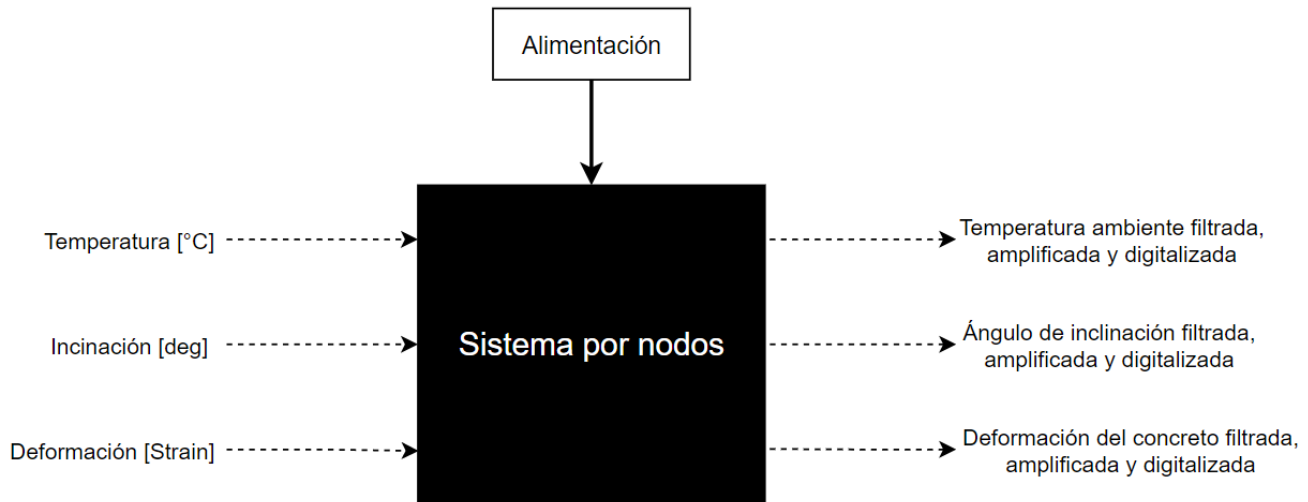 Alimentación
Temperatura [°C]
Temperatura ambiente filtrada,
amplificada y digitalizada
Incinación [deg]
Sistema por nodos
Ángulo de inclinación filtrada,
amplificada y digitalizada
Deformación [Strain]
Deformación del concreto filtrada,
amplificada y digitalizada